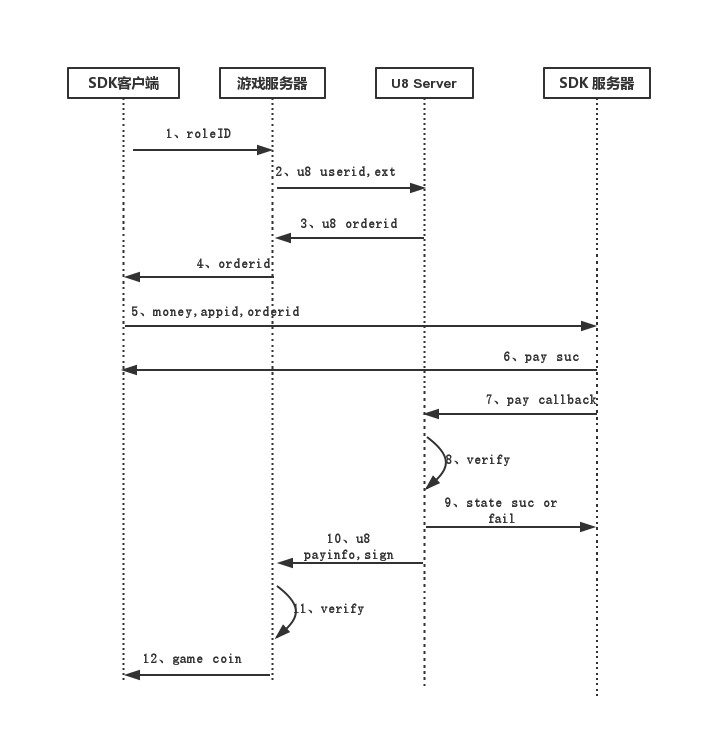 SDK客户端
游戏服务器
U8 Server
SDK 服务器
1、roleID
2、u8 userid,ext
3、u8 orderid
4、orderid
5、money,appid,orderid
6、pay suc
7、pay callback
8、verify
9、state suc or
fail
10、u8
payinfo,sign
11、verify
12、game coin